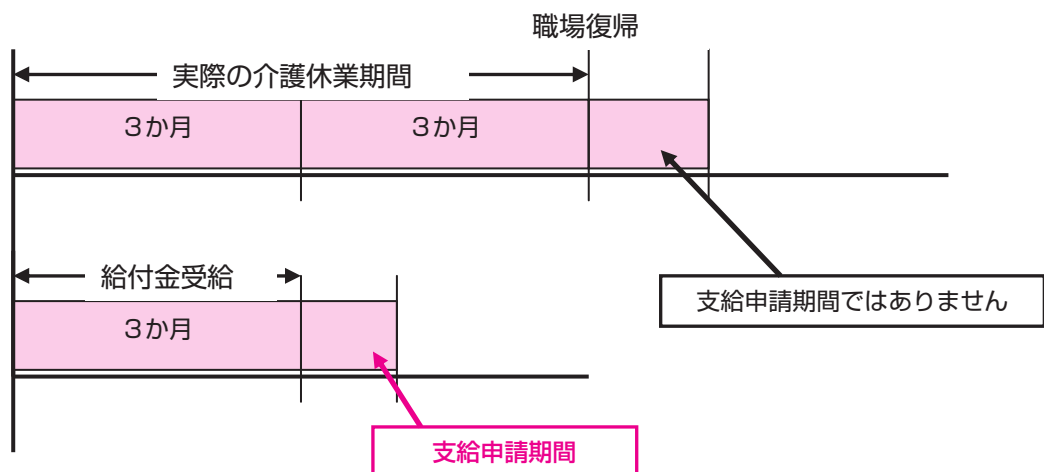 職場復帰
実際の介護休業期間
３か月
３か月
給付金受給
支給申請期間ではありません
３か月
支給申請期間